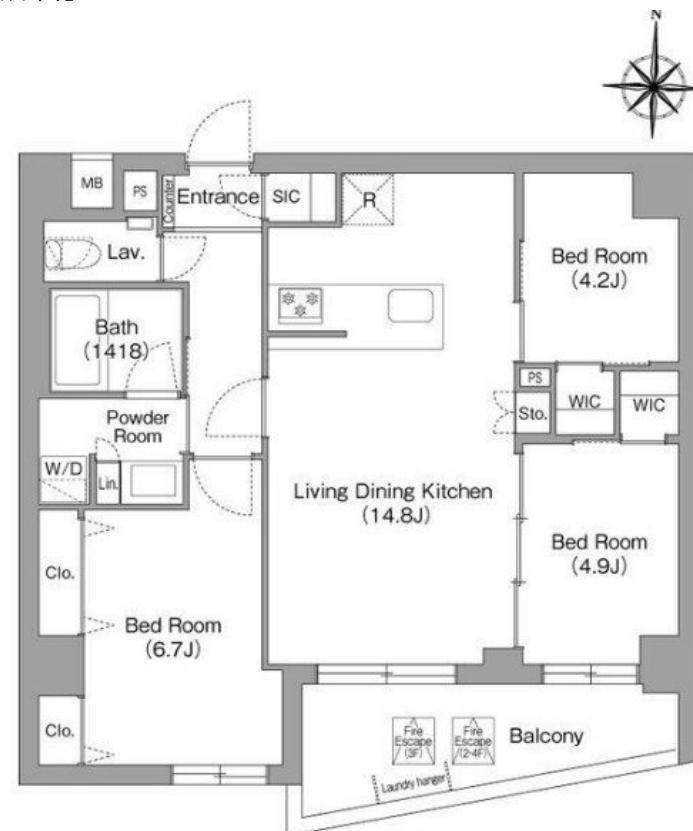 N
MB
PS
Counter
Entrance
SIC
R
Lav.
Bed Room
(4.2J)
Bath
(1418)
PS
WIC
WIC
Sto.
Powder
Room
W/D
Lin.
Living Dining Kitchen
(14.8J)
Bed Room
(4.9J)
Clo.
Bed Room
(6.7J)
Clo.
Fire
Escape
(3F)
Fire
Escape
(2·4F)
Balcony
Laundry hanger